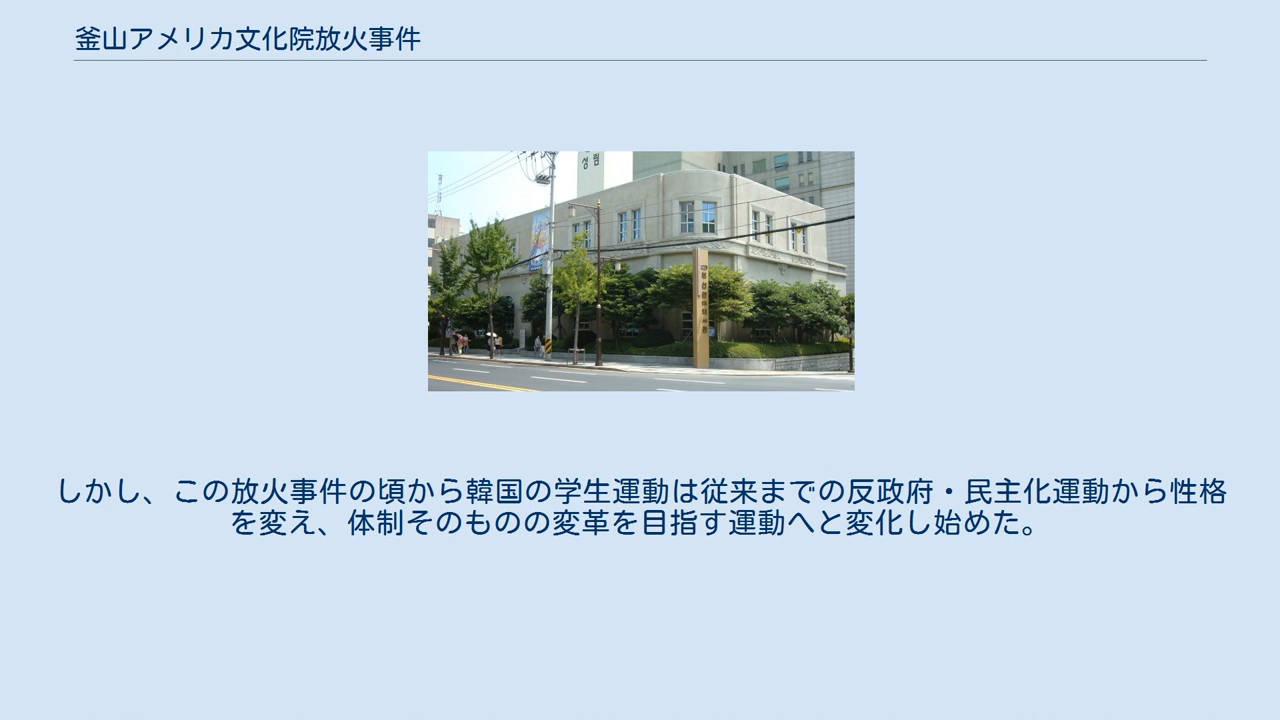 釜山アメリカ文化院放火事件
성림
しかし、この放火事件の頃から韓国の学生運動は従来までの反政府・民主化運動から性格
を変え、体制そのものの変革を目指す運動へと変化し始めた。